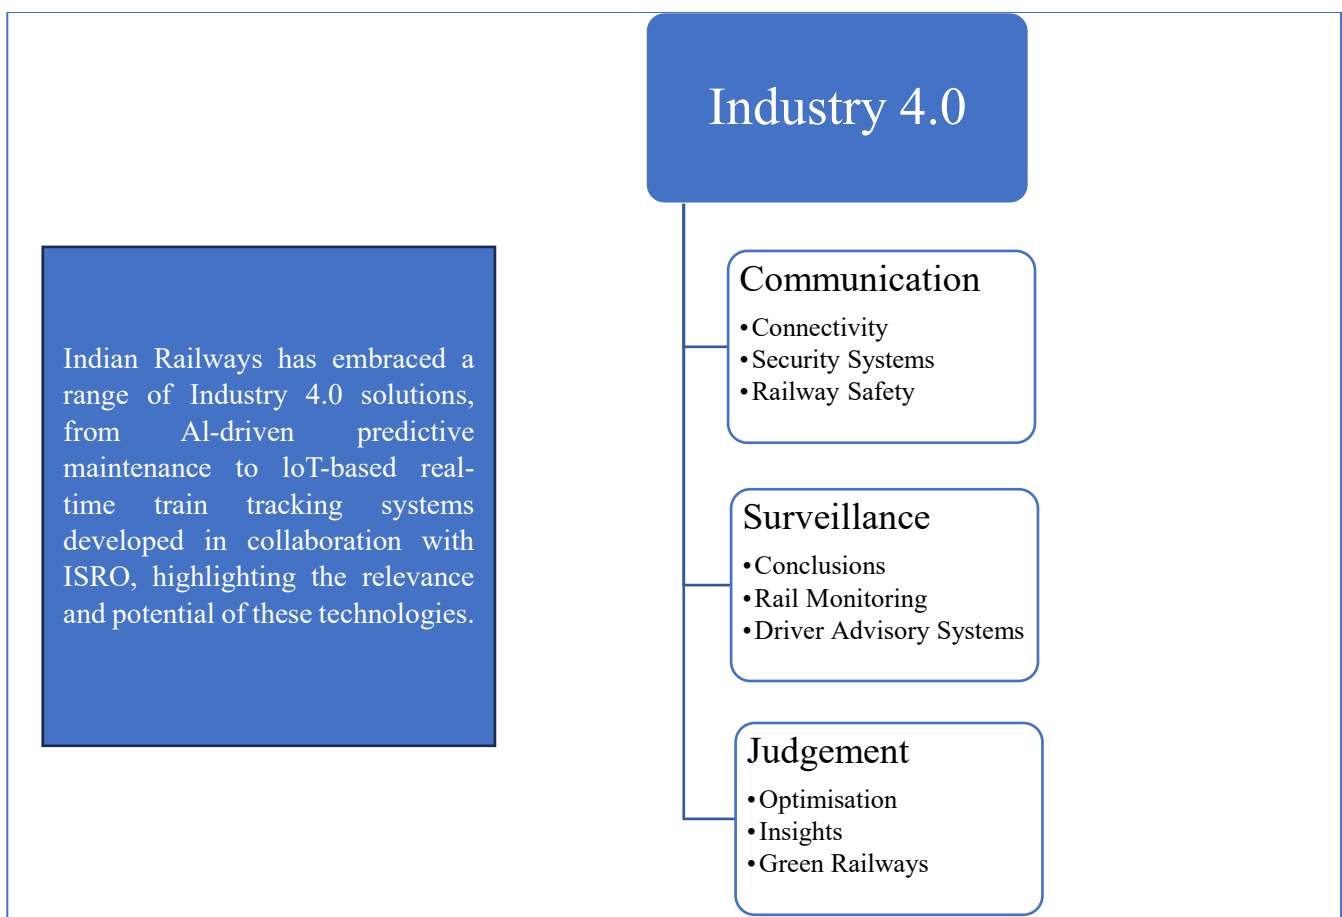 Industry 4.0
Indian Railways has embraced a
range of Industry 4.0 solutions,
from Al-driven predictive
maintenance to loT-based real-
time train tracking systems
developed in collaboration with
ISRO, highlighting the relevance
and potential of these technologies.
Communication
•Connectivity
•Security Systems
•Railway Safety
Surveillance
•Conclusions
•Rail Monitoring
•Driver Advisory Systems
Judgement
•Optimisation
•Insights
•Green Railways